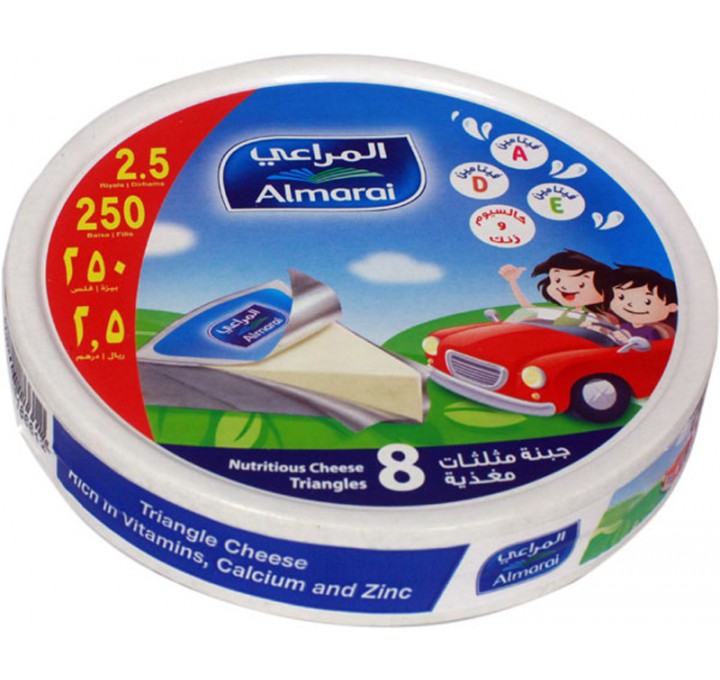 2.5
Riyals | Dirhams
250
Baisa | Fills
٢٥٠
بيزة | فلس
٢,٥
ريال | درهم
المراعي
Almarai
فيتامين
A
فيتامين
D
فيتامين
E
كالسيوم
و
زنك
المراعي
Almarai
Nutritious Cheese
Triangles
8
جبنة مثلثات
مغذية
Triangle Cheese
Rich in Vitamins, Calcium and Zinc
المراعي
Almarai